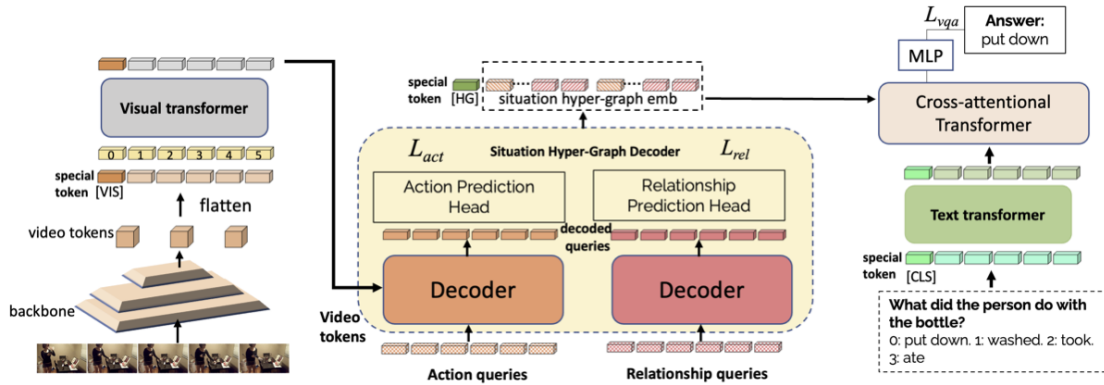 Visual transformer
0 1 2 3 4 5
special
token
[VIS]
flatten
video tokens
backbone
special
token [HG]
situation hyper-graph emb
L_act
Situation Hyper-Graph Decoder
L_rel
Action Prediction
Head
Relationship
Prediction Head
decoded
queries
Decoder
Decoder
Video
tokens
Action queries
Relationship queries
L_vqa
Answer:
put down
MLP
Cross-attentional
Transformer
Text transformer
special
token
[CLS]
What did the person do with
the bottle?
0: put down. 1: washed. 2: took.
3: ate